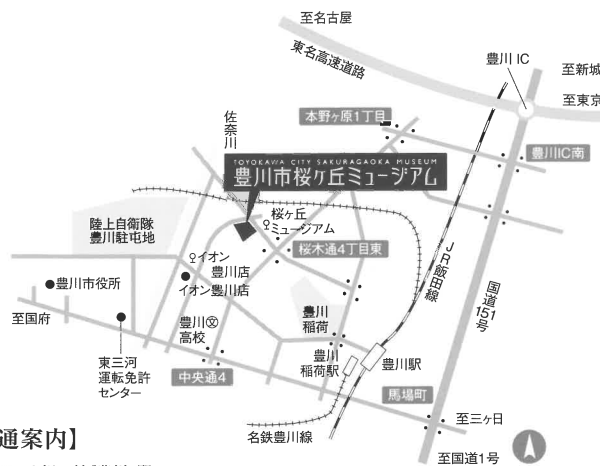 至名古屋
東名高速道路
豊川 IC
至新城
至東京
本野ヶ原1丁目
豊川IC南
佐奈川
TOYOKAWA CITY SAKURAGAOKA MUSEUM
豊川市桜ヶ丘ミュージアム
桜ヶ丘
ミュージアム
桜木通4丁目東
陸上自衛隊
豊川駐屯地
イオン
豊川店
イオン豊川店
豊川市役所
至国府
JR飯田線
国道151号
豊川
高校
文
豊川
稲荷
東三河
運転免許
センター
中央通4
豊川
稲荷駅
豊川駅
馬場町
名鉄豊川線
至三ヶ日
至国道1号
通案内】